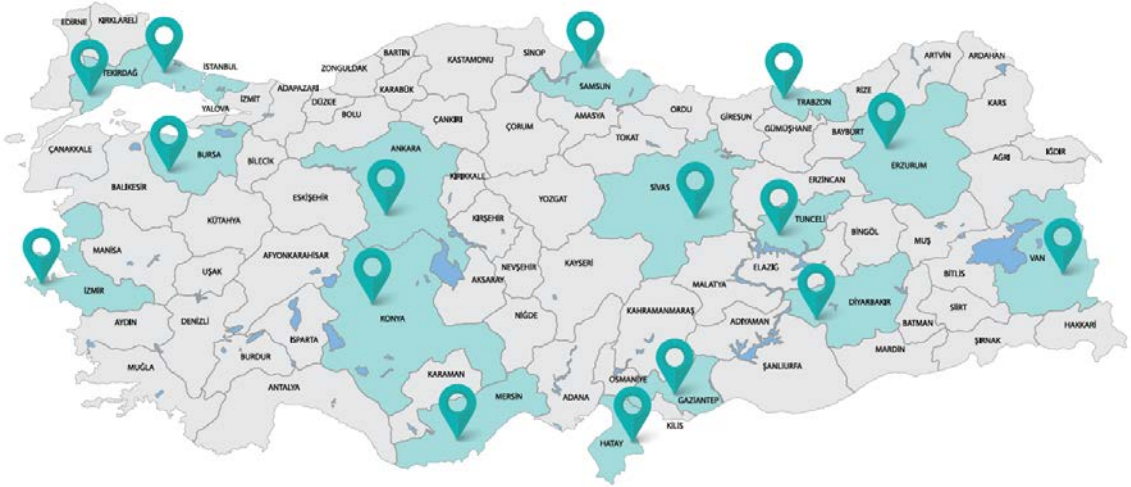 EDİRNE
KIRKLARELİ
TEKİRDAĞ
İSTANBUL
YALOVA
İZMİT
ADAPAZARI
DÜZCE
ZONGULDAK
BARTIN
KARABÜK
BOLU
KASTAMONU
SİNOP
ÇANKIRI
ÇORUM
SAMSUN
AMASYA
TOKAT
ORDU
GİRESUN
TRABZON
GÜMÜŞHANE
BAYBURT
RİZE
ARTVİN
ARDAHAN
KARS
IĞDIR
AĞRI
ERZURUM
ERZİNCAN
ÇANAKKALE
BALIKESİR
BURSA
BİLECİK
ESKİŞEHİR
KÜTAHYA
ANKARA
KIRIKKALE
KIRŞEHİR
YOZGAT
SİVAS
TUNCELİ
BİNGÖL
MUŞ
VAN
BİTLİS
MANİSA
İZMİR
UŞAK
AFYONKARAHİSAR
KONYA
AKSARAY
NEVŞEHİR
KAYSERİ
NİĞDE
MALATYA
ELAZIĞ
KAHRAMANMARAŞ
ADIYAMAN
DİYARBAKIR
BATMAN
SİİRT
ŞIRNAK
HAKKARİ
MARDİN
ŞANLIURFA
AYDIN
DENİZLİ
MUĞLA
BURDUR
ISPARTA
ANTALYA
KARAMAN
MERSİN
ADANA
OSMANİYE
GAZİANTEP
KİLİS
HATAY